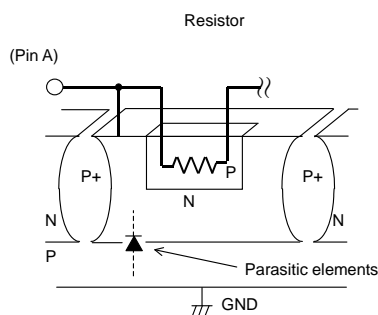 Resistor
(Pin A)
P+
P
P+
N
N
N
P
Parasitic elements
GND